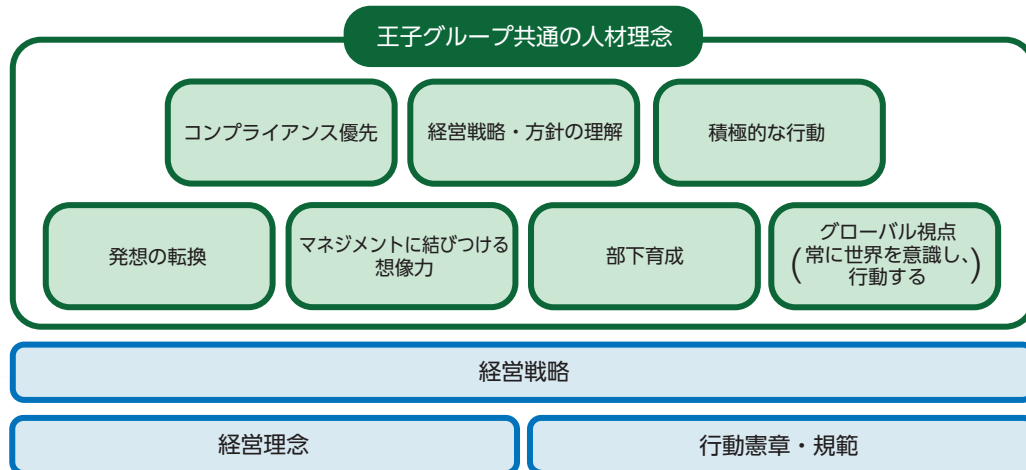 王子グループ共通の人材理念
コンプライアンス優先
経営戦略・方針の理解
積極的な行動
発想の転換
マネジメントに結びつける
想像力
部下育成
グローバル視点
(常に世界を意識し、
行動する)
経営戦略
経営理念
行動憲章・規範